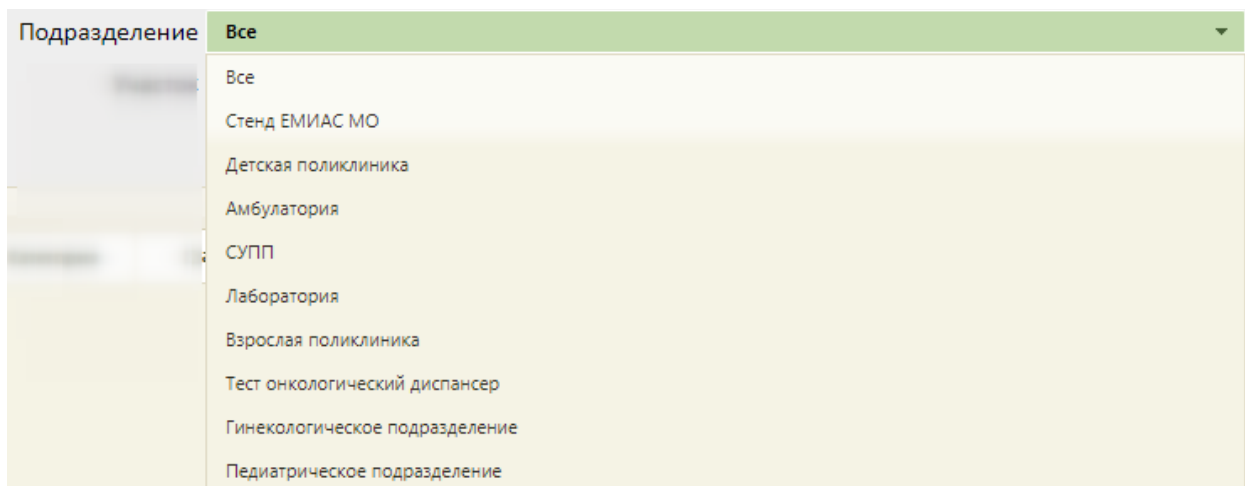 Подразделение Все
Все
Стенд ЕМИАС МО
Детская поликлиника
Амбулатория
СУПП
Лаборатория
Взрослая поликлиника
Тест онкологический диспансер
Гинекологическое подразделение
Педиатрическое подразделение